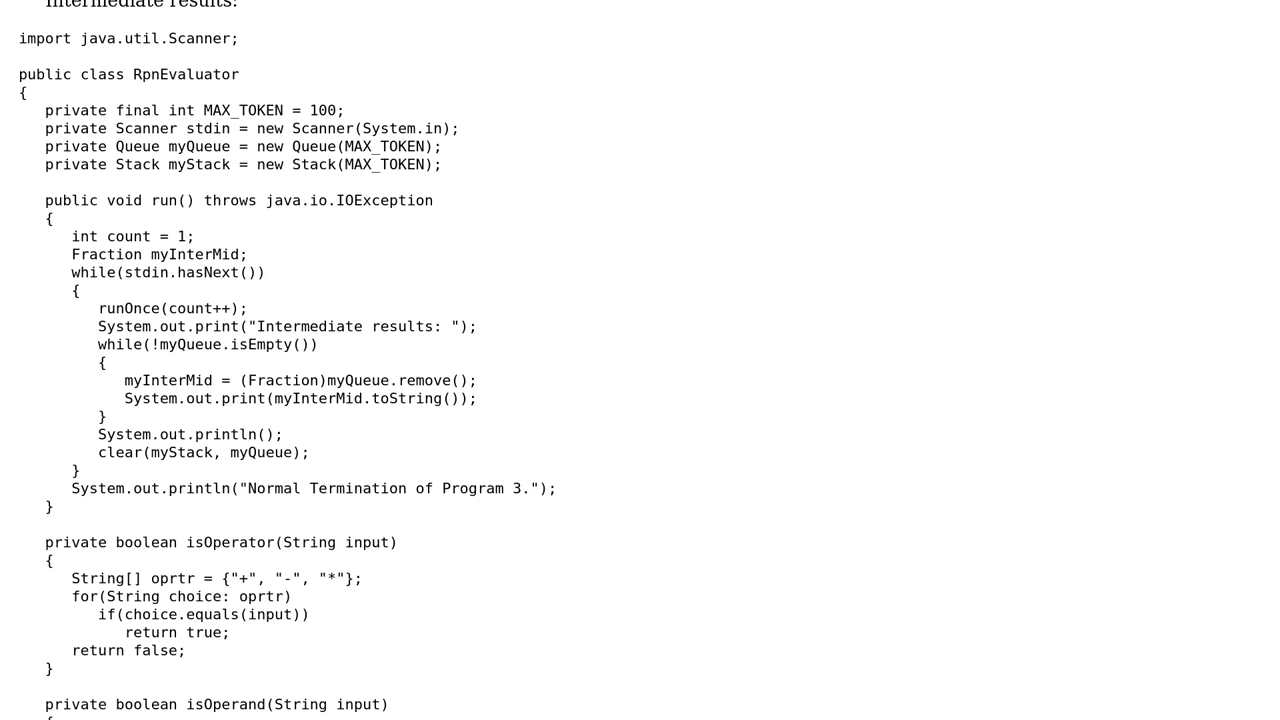 Intermediate results:
import java.util.Scanner;
public class RpnEvaluator
{
private final int MAX_TOKEN = 100;
private Scanner stdin = new Scanner(System.in);
private Queue myQueue = new Queue(MAX_TOKEN);
private Stack myStack = new Stack(MAX_TOKEN);
public void run() throws java.io.IOException
{
int count = 1;
Fraction myInterMid;
while(stdin.hasNext())
{
runOnce(count++);
System.out.print("Intermediate results: ");
while(!myQueue.isEmpty())
{
myInterMid = (Fraction)myQueue.remove();
System.out.print(myInterMid.toString());
}
System.out.println();
clear(myStack, myQueue);
}
System.out.println("Normal Termination of Program 3.");
}
private boolean isOperator(String input)
{
String[] oprtr = {"+", "-", "*"};
for(String choice: oprtr)
if(choice.equals(input))
return true;
return false;
}
private boolean isOperand(String input)
{